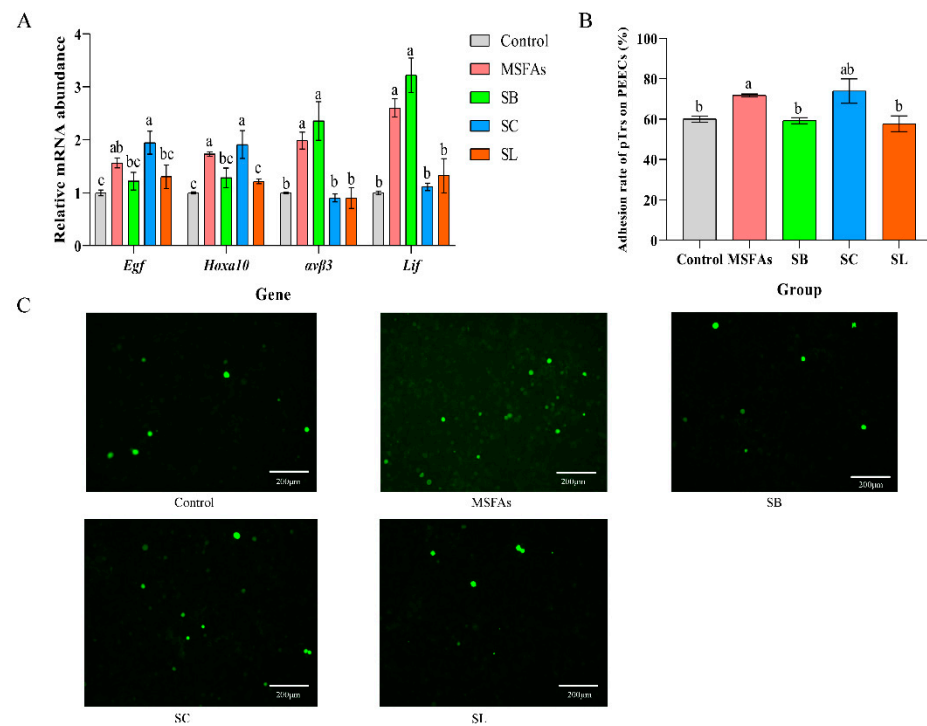 A
Relative mRNA abundance
4
3
2
1
0
c
ab
bc
a
bc
c
a
bc
a
c
b
a
a
b
b
b
a
a
b
b
Egf
Hoxa10
αvβ3
Lif
Gene
Control
MSFAs
SB
SC
SL
B
Adhesion rate of pTrs on PEECs (%)
100
80
60
40
20
0
b
a
b
ab
b
Control MSFAs SB SC SL
Group
C
200μm
200μm
200μm
Control
MSFAs
SB
200μm
200μm
SC
SL